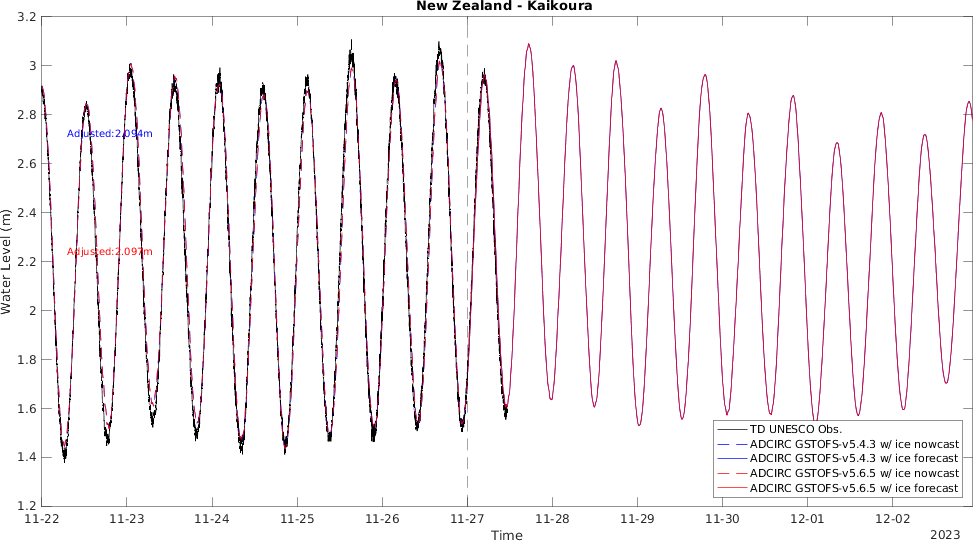 New Zealand - Kaikoura
3.2
3
2.8
2.6
2.4
2.2
2
1.8
1.6
1.4
1.2
Water Level (m)
Adjusted:2.094m
Adjusted:2.097m
TD UNESCO Obs.
ADCIRC GSTOFS-v5.4.3 w/ ice nowcast
ADCIRC GSTOFS-v5.4.3 w/ ice forecast
ADCIRC GSTOFS-v5.6.5 w/ ice nowcast
ADCIRC GSTOFS-v5.6.5 w/ ice forecast
11-22 11-23 11-24 11-25 11-26 11-27 11-28 11-29 11-30 12-01 12-02
Time
2023